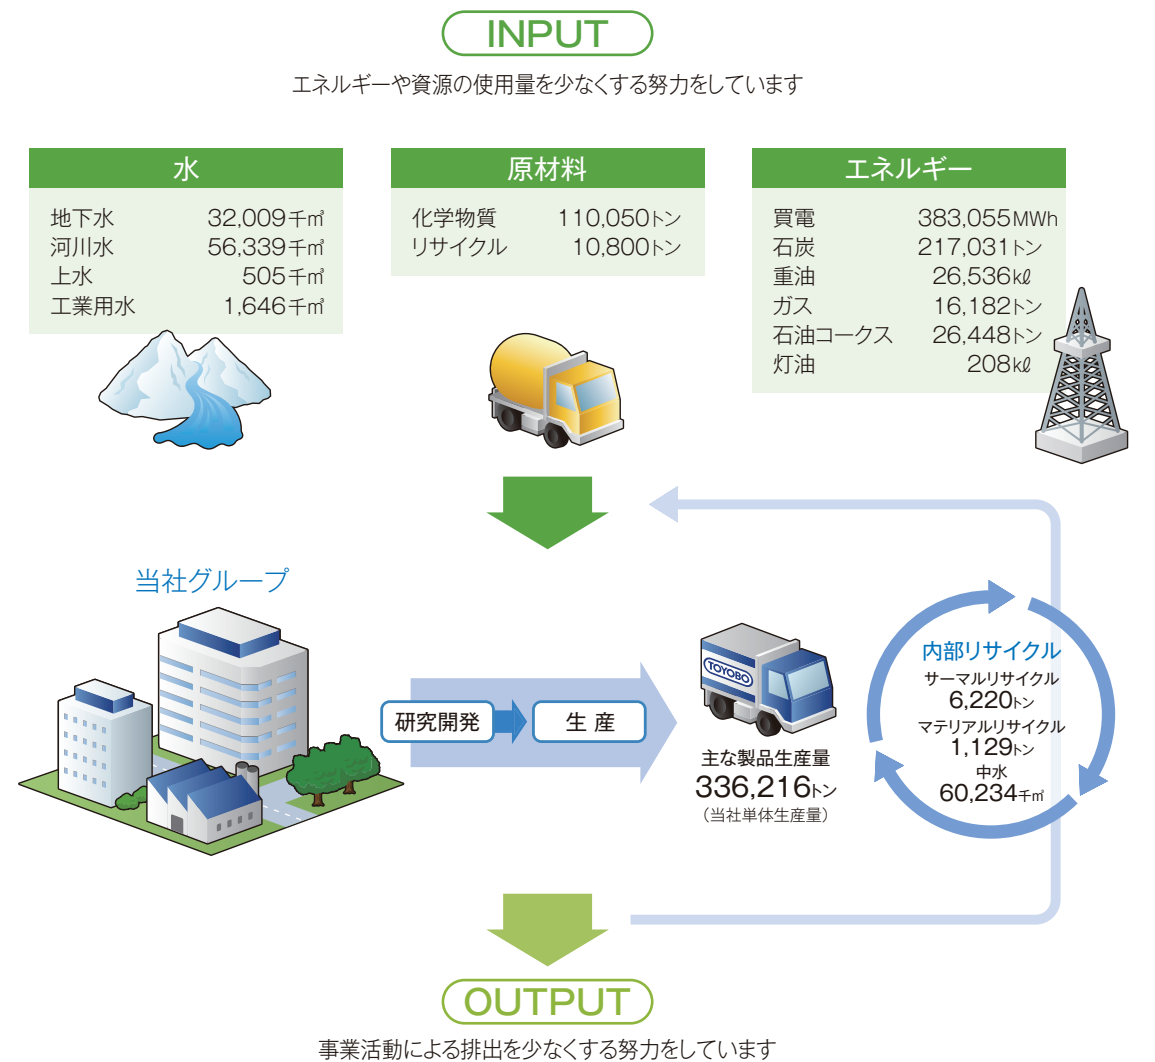 INPUT
エネルギーや資源の使用量を少なくする努力をしています
水
地下水 32,009千㎥
河川水 56,339千㎥
上水 505千㎥
工業用水 1,646千㎥
原材料
化学物質 110,050トン
リサイクル 10,800トン
エネルギー
買電 383,055MWh
石炭 217,031トン
重油 26,536kℓ
ガス 16,182トン
石油コークス 26,448トン
灯油 208kℓ
当社グループ
研究開発
生産
TOYOBO
主な製品生産量
336,216トン
（当社単体生産量）
内部リサイクル
サーマルリサイクル
6,220トン
マテリアルリサイクル
1,129トン
中水
60,234千㎥
OUTPUT
事業活動による排出を少なくする努力をしています